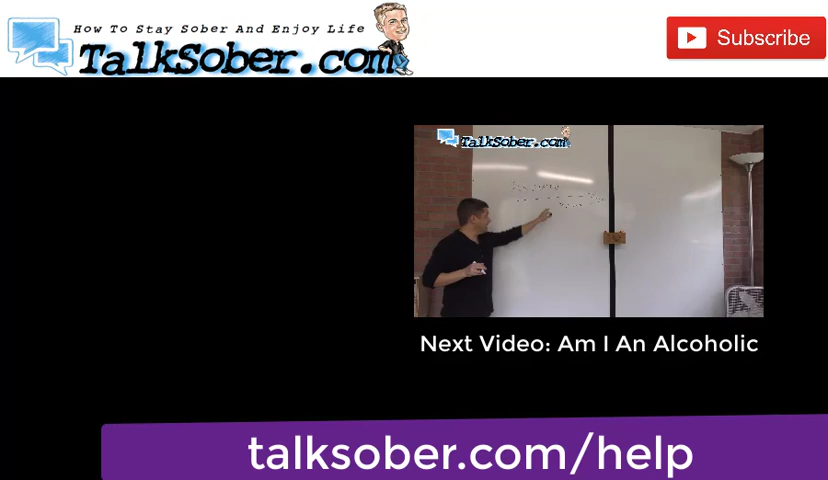 How To Stay Sober And Enjoy Life
TalkSober.com
Subscribe
TalkSober.com
Next Video: Am I An Alcoholic
talksober.com/help